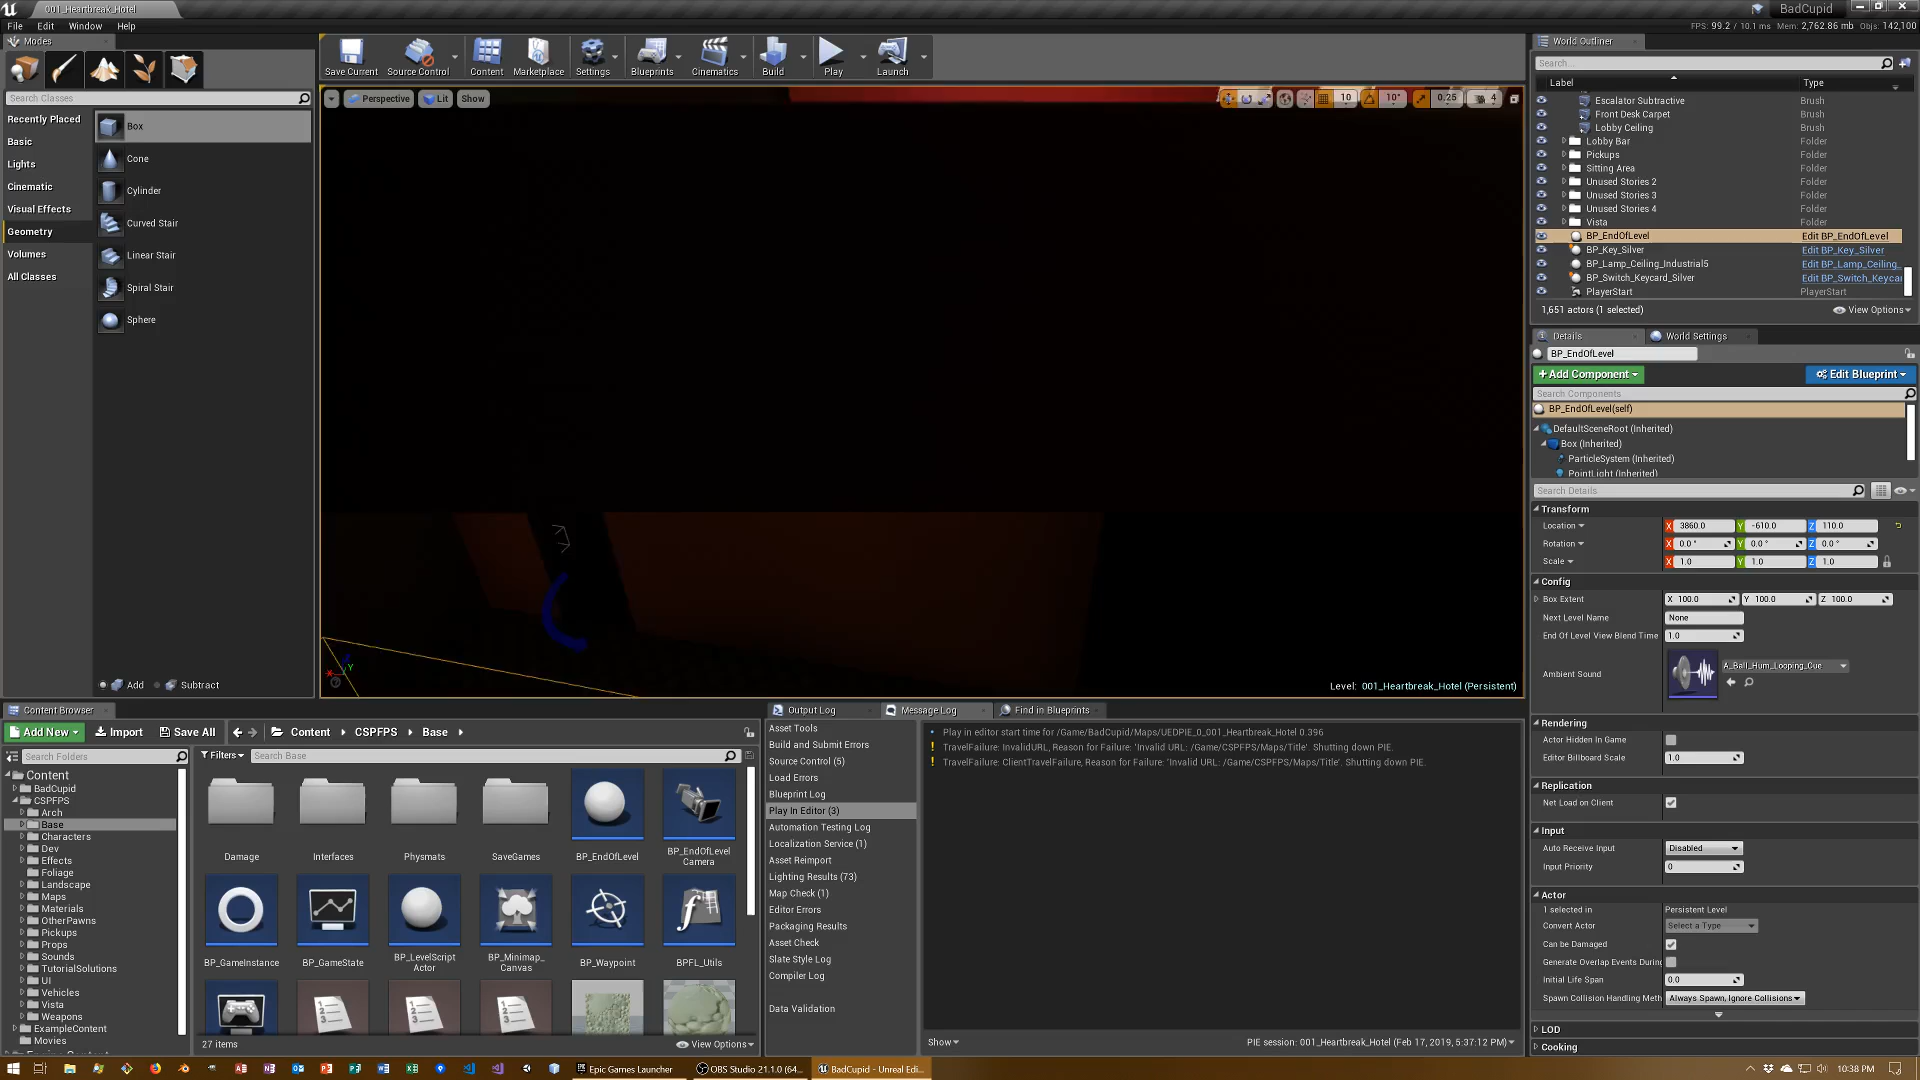 001_Heartbreak_Hotel
BadCupid
File Edit Window Help
FPS: 99.2 / 10.1 ms Mem: 2,762.86 mb Objs: 142,100
Modes
Search Classes
Recently Placed
Basic
Lights
Cinematic
Visual Effects
Geometry
Volumes
All Classes
Box
Cone
Cylinder
Curved Stair
Linear Stair
Spiral Stair
Sphere
Add Subtract
Save Current Source Control Content Marketplace Settings Blueprints Cinematics Build Play Launch
Perspective Lit Show
10 10° 0.25 4
Level: 001_Heartbreak_Hotel (Persistent)
World Outliner
Search...
Label Type
Escalator Subtractive Brush
Front Desk Carpet Brush
Lobby Ceiling Brush
Lobby Bar Folder
Pickups Folder
Sitting Area Folder
Unused Stories 2 Folder
Unused Stories 3 Folder
Unused Stories 4 Folder
Vista Folder
BP_EndOfLevel Edit BP_EndOfLevel
BP_Key_Silver Edit BP_Key_Silver
BP_Lamp_Ceiling_Industrial5 Edit BP_Lamp_Ceiling_
BP_Switch_Keycard_Silver Edit BP_Switch_Keycar
PlayerStart PlayerStart
1,651 actors (1 selected) View Options
Details World Settings
BP_EndOfLevel
+Add Component Edit Blueprint
Search Components
BP_EndOfLevel(self)
DefaultSceneRoot (Inherited)
Box (Inherited)
ParticleSystem (Inherited)
PointLight (Inherited)
Search Details
Transform
Location X 3860.0 Y -610.0 Z 110.0
Rotation X 0.0 ° Y 0.0 ° Z 0.0 °
Scale X 1.0 Y 1.0 Z 1.0
Config
Box Extent X 100.0 Y 100.0 Z 100.0
Next Level Name None
End Of Level View Blend Time 1.0
Ambient Sound A_Ball_Hum_Looping_Cue
Rendering
Actor Hidden In Game
Editor Billboard Scale 1.0
Replication
Net Load on Client
Input
Auto Receive Input Disabled
Input Priority 0
Actor
1 selected in Persistent Level
Convert Actor Select a Type
Can be Damaged
Generate Overlap Events During
Initial Life Span 0.0
Spawn Collision Handling Meth Always Spawn, Ignore Collisions
LOD
Cooking
Content Browser
Add New Import Save All Content CSPFPS Base
Search Folders
Filters Search Base
Content
BadCupid
CSPFPS
Arch
Base
Characters
Dev
Effects
Foliage
Landscape
Maps
Materials
OtherPawns
Pickups
Props
Sounds
TutorialSolutions
UI
Vehicles
Vista
Weapons
ExampleContent
Movies
Damage Interfaces Physmats SaveGames BP_EndOfLevel BP_EndOfLevel Camera
BP_GameInstance BP_GameState BP_LevelScript Actor BP_Minimap_ Canvas BP_Waypoint BPFL_Utils
27 items View Options
Output Log Message Log Find in Blueprints
Asset Tools
Build and Submit Errors
Source Control (5)
Load Errors
Blueprint Log
Play In Editor (3)
Automation Testing Log
Localization Service (1)
Asset Reimport
Lighting Results (73)
Map Check (1)
Editor Errors
Packaging Results
Asset Check
Slate Style Log
Compiler Log
Data Validation
Play in editor start time for /Game/BadCupid/Maps/UEDPIE_0_001_Heartbreak_Hotel 0.396
TravelFailure: InvalidURL, Reason for Failure: 'Invalid URL: /Game/CSPFPS/Maps/Title'. Shutting down PIE.
TravelFailure: ClientTravelFailure, Reason for Failure: 'Invalid URL: /Game/CSPFPS/Maps/Title'. Shutting down PIE.
Show PIE session: 001_Heartbreak_Hotel (Feb 17, 2019, 5:37:12 PM)
Epic Games Launcher OBS Studio 21.1.0 (64... BadCupid - Unreal Edi... 10:38 PM